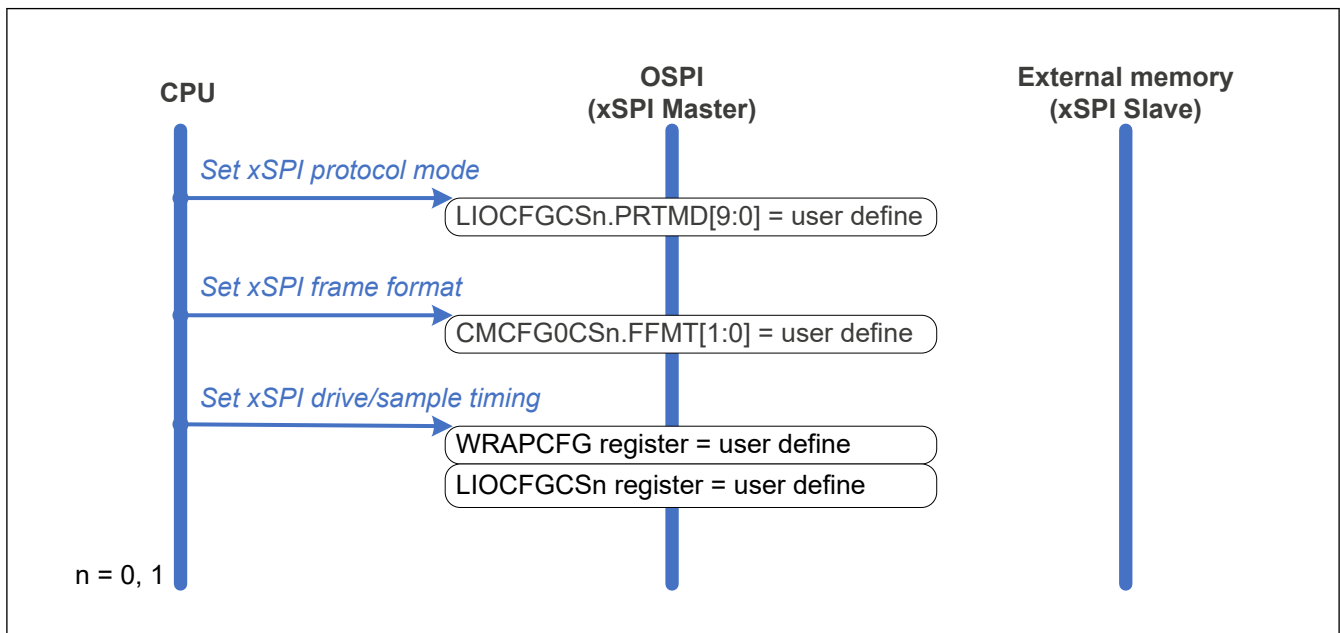 CPU
OSPI
(xSPI Master)
External memory
(xSPI Slave)
Set xSPI protocol mode
LIOCFGCSn.PRTMD[9:0] = user define
Set xSPI frame format
CMCFG0CSn.FFMT[1:0] = user define
Set xSPI drive/sample timing
WRAPCFG register = user define
LIOCFGCSn register = user define
n = 0, 1